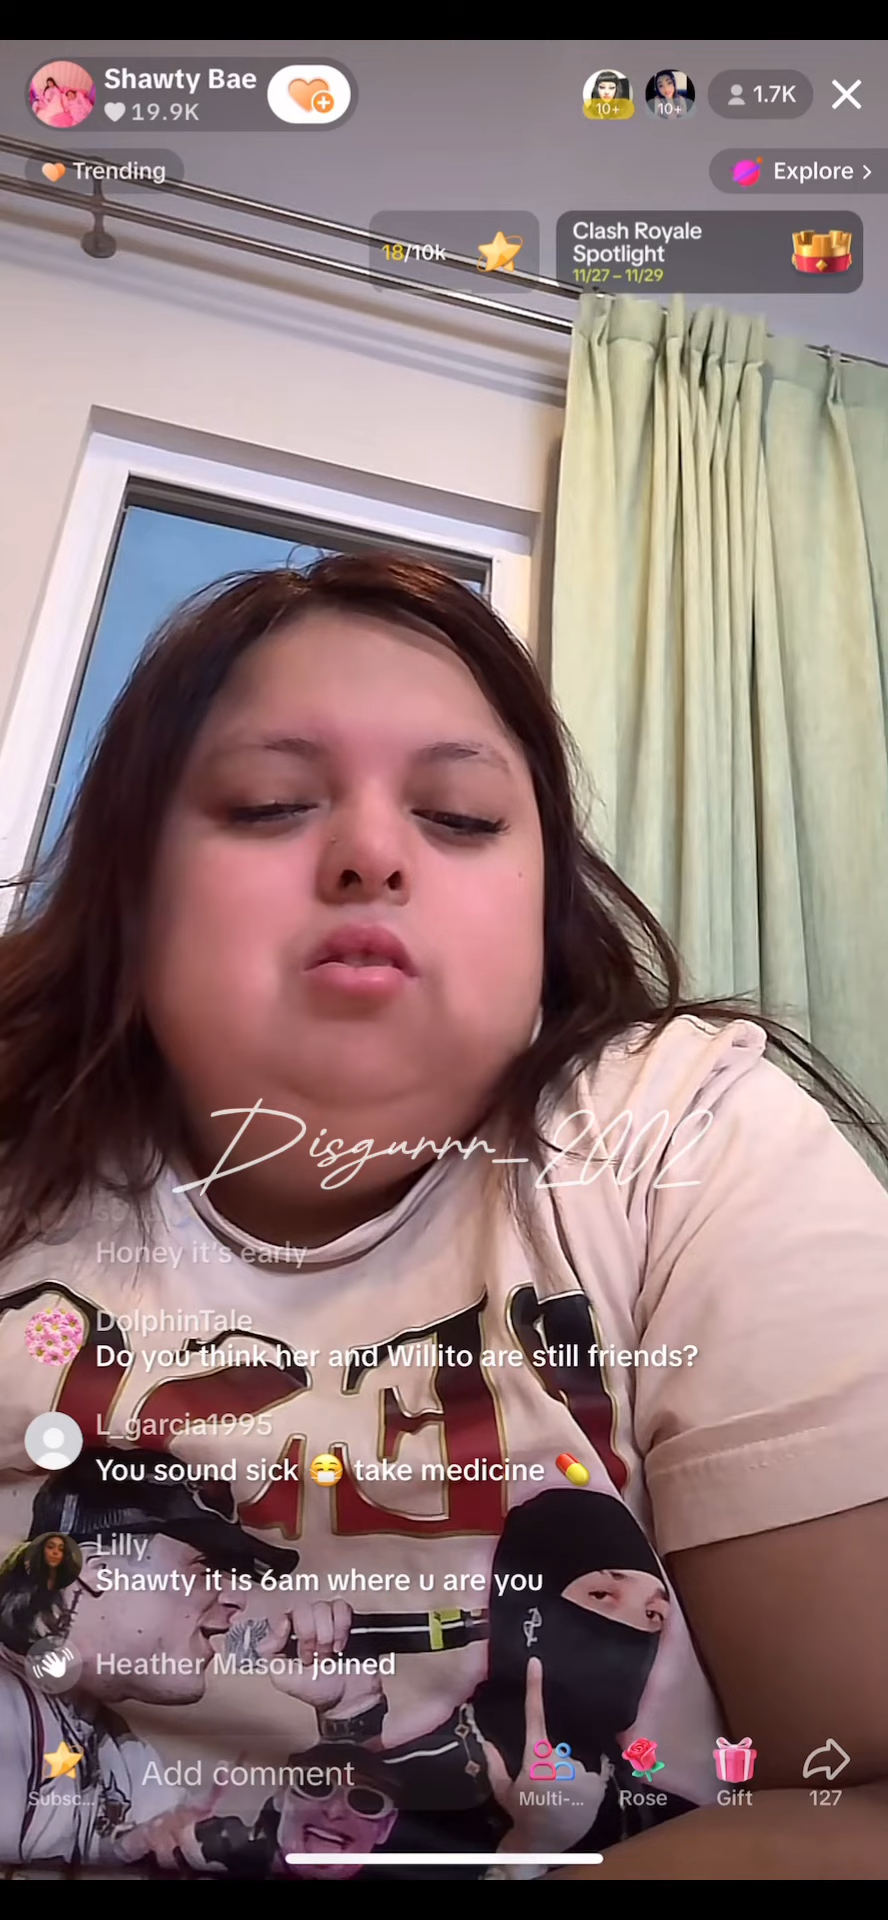 Shawty Bae
19.9K
10+
10+
1.7K
Trending
Explore >
18/10k
Clash Royale
Spotlight
11/27 – 11/29
Disgurrrr_2002
Honey it's early
DolphinTale
Do you think her and Willito are still friends?
L_garcia1995
You sound sick 😷 take medicine 💊
Lilly
Shawty it is 6am where u are you
Heather Mason joined
Add comment
Subsc...
Multi-...
Rose
Gift
127